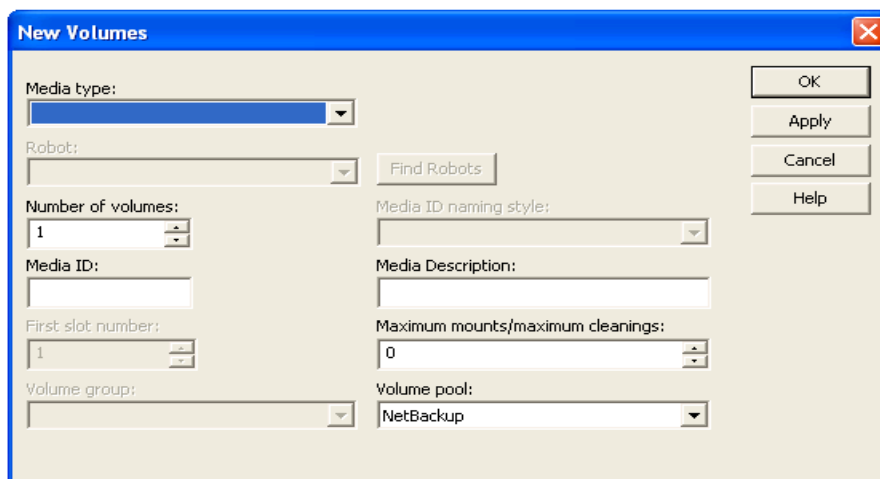 New Volumes
Media type:
OK
Apply
Robot:
Find Robots
Cancel
Number of volumes:
Media ID naming style:
Help
1
Media ID:
Media Description:
First slot number:
Maximum mounts/maximum cleanings:
1
0
Volume group:
Volume pool:
NetBackup